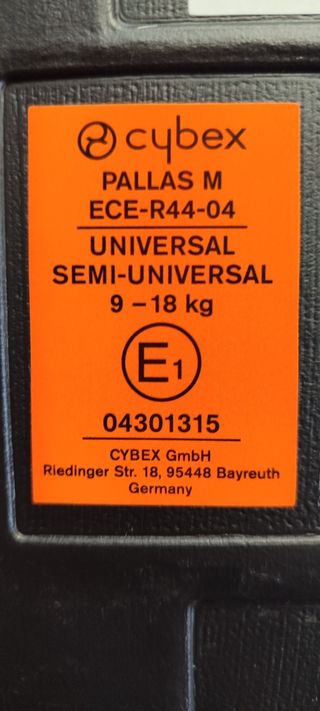 cybex
PALLAS M
ECE-R44-04
UNIVERSAL
SEMI-UNIVERSAL
9 – 18 kg
E1
04301315
CYBEX GmbH
Riedinger Str. 18, 95448 Bayreuth
Germany